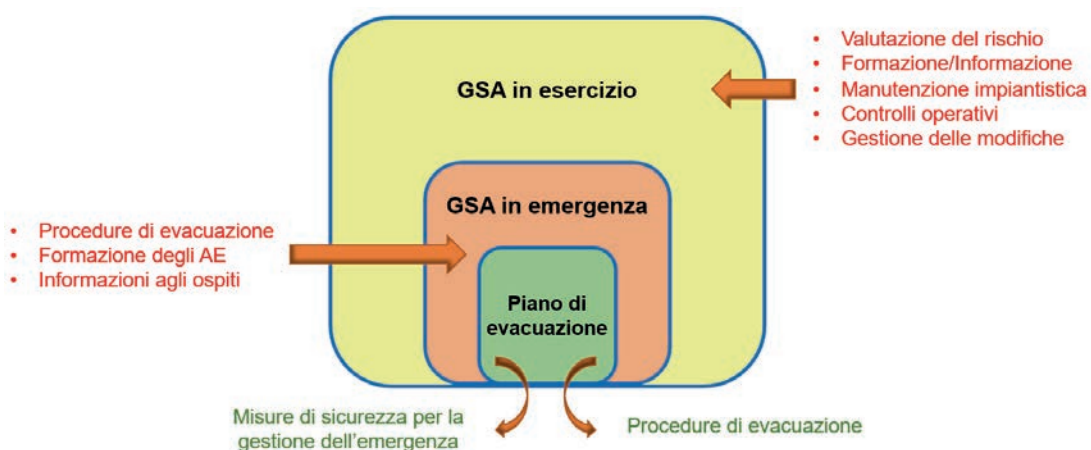 GSA in esercizio
• Valutazione del rischio
• Formazione/Informazione
• Manutenzione impiantistica
• Controlli operativi
• Gestione delle modifiche
GSA in emergenza
• Procedure di evacuazione
• Formazione degli AE
• Informazioni agli ospiti
Piano di
evacuazione
Misure di sicurezza per la
gestione dell'emergenza
Procedure di evacuazione